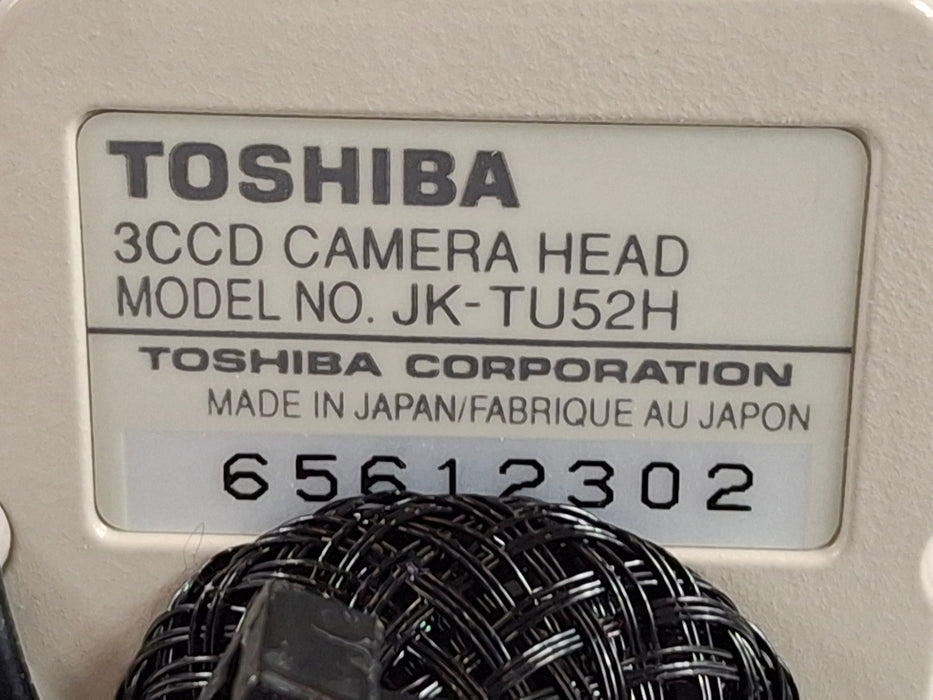 TOSHIBA
3CCD CAMERA HEAD
MODEL NO. JK-TU52H
TOSHIBA CORPORATION
MADE IN JAPAN/FABRIQUE AU JAPON
65612302